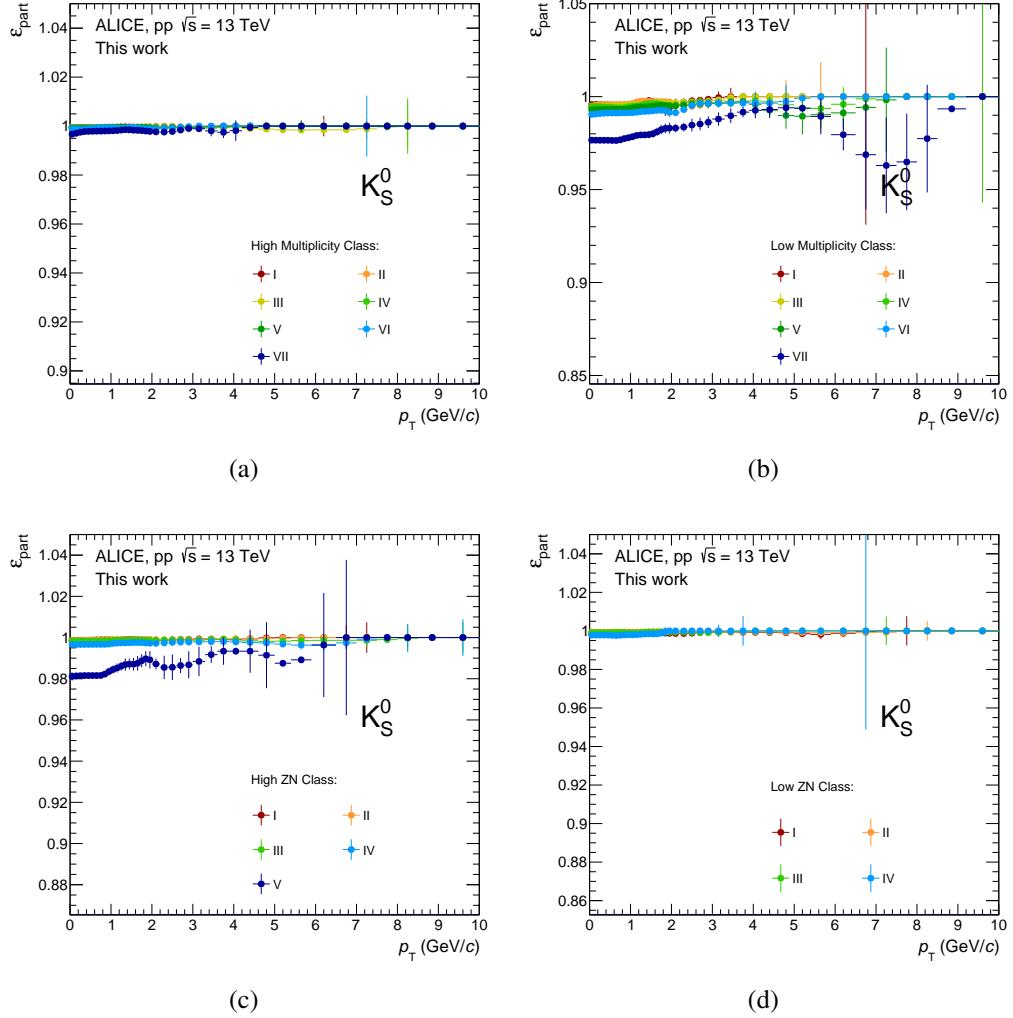 ε_part
ALICE, pp √s = 13 TeV
This work
1.04
1.02
1
0.98
0.96
0.94
0.92
0.9
K⁰_S
High Multiplicity Class:
I II
III IV
V VI
VII
0 1 2 3 4 5 6 7 8 9 10
p_T (GeV/c)
(a)
ε_part
ALICE, pp √s = 13 TeV
This work
1.05
1
0.95
0.9
0.85
K⁰_S
Low Multiplicity Class:
I II
III IV
V VI
VII
0 1 2 3 4 5 6 7 8 9 10
p_T (GeV/c)
(b)
ε_part
ALICE, pp √s = 13 TeV
This work
1.04
1.02
1
0.98
0.96
0.94
0.92
0.9
0.88
K⁰_S
High ZN Class:
I II
III IV
V
0 1 2 3 4 5 6 7 8 9 10
p_T (GeV/c)
(c)
ε_part
ALICE, pp √s = 13 TeV
This work
1.04
1.02
1
0.98
0.96
0.94
0.92
0.9
0.88
0.86
K⁰_S
Low ZN Class:
I II
III IV
0 1 2 3 4 5 6 7 8 9 10
p_T (GeV/c)
(d)